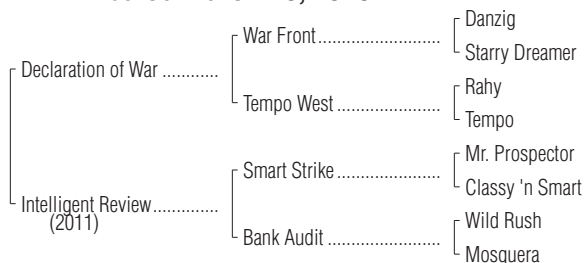 Danzig
War Front
Starry Dreamer
Declaration of War
Rahy
Tempo West
Tempo
Mr. Prospector
Smart Strike
Classy 'n Smart
Intelligent Review
(2011)
Wild Rush
Bank Audit
Mosquera